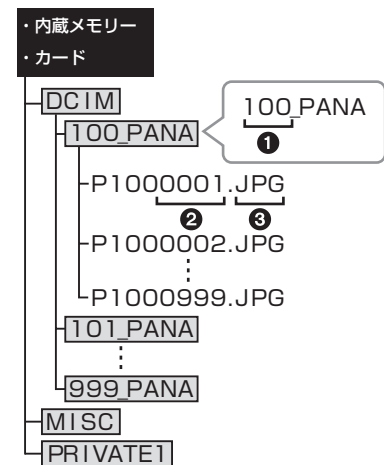 ・内蔵メモリー
・カード
DCIM
100_PANA
100_PANA
❶
P1000001.JPG
❷ ❸
P1000002.JPG
P1000999.JPG
101_PANA
999_PANA
MISC
PRIVATE1